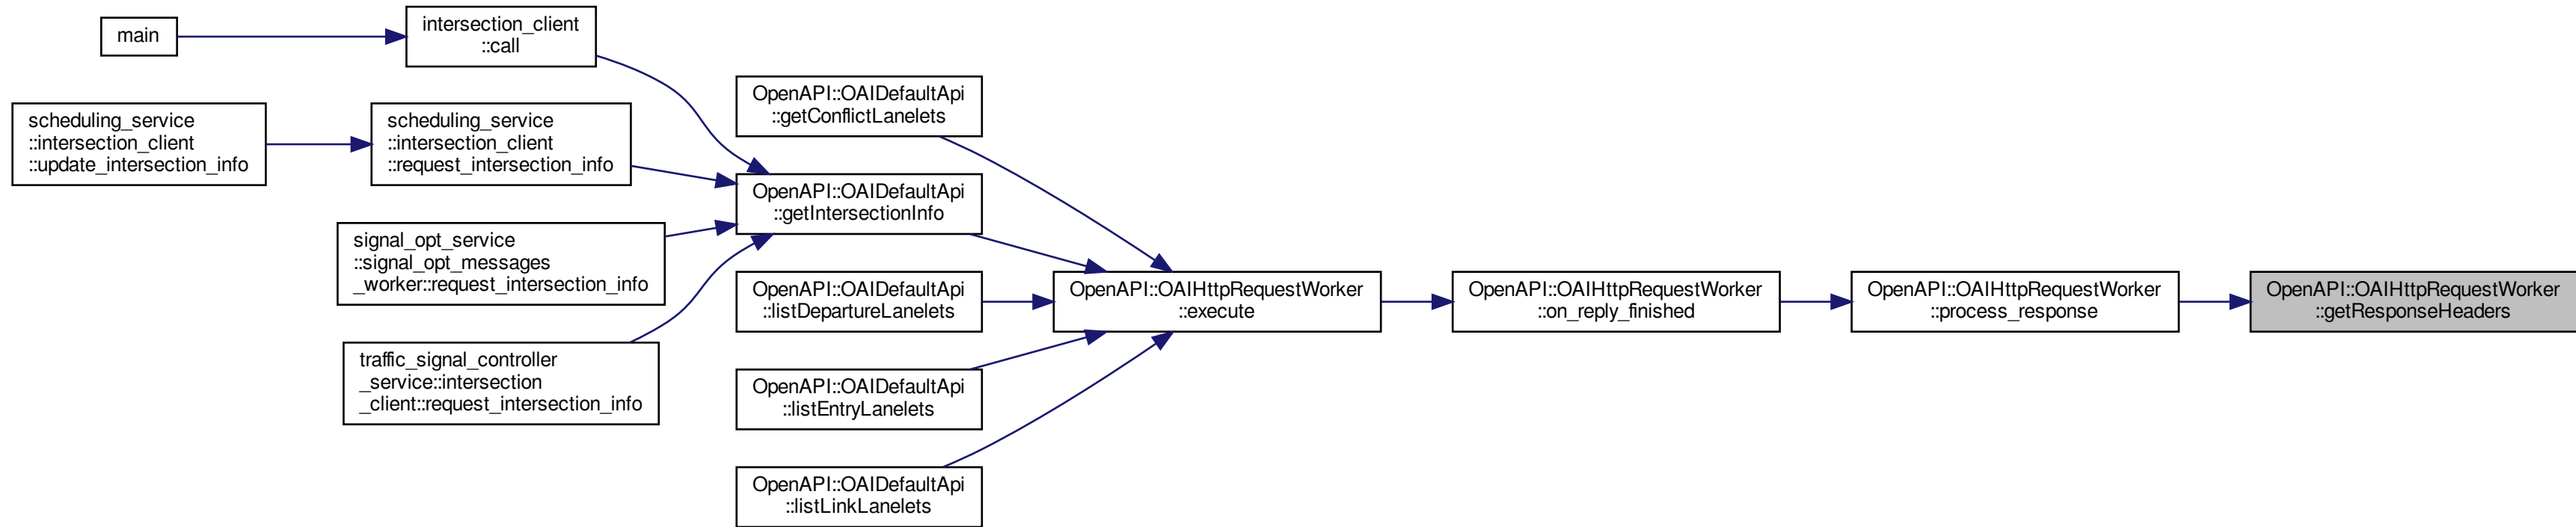 main
intersection_client
::call
scheduling_service
::intersection_client
::update_intersection_info
scheduling_service
::intersection_client
::request_intersection_info
signal_opt_service
::signal_opt_messages
_worker::request_intersection_info
traffic_signal_controller
_service::intersection
_client::request_intersection_info
OpenAPI::OAIDefaultApi
::getConflictLanelets
OpenAPI::OAIDefaultApi
::getIntersectionInfo
OpenAPI::OAIDefaultApi
::listDepartureLanelets
OpenAPI::OAIDefaultApi
::listEntryLanelets
OpenAPI::OAIDefaultApi
::listLinkLanelets
OpenAPI::OAIHttpRequestWorker
::execute
OpenAPI::OAIHttpRequestWorker
::on_reply_finished
OpenAPI::OAIHttpRequestWorker
::process_response
OpenAPI::OAIHttpRequestWorker
::getResponseHeaders